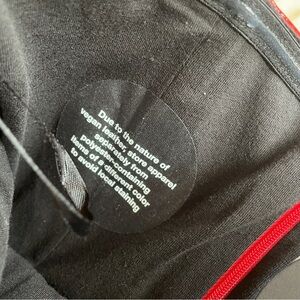 Due to the nature of
vegan leather, store apparel
separately from
polyester-containing
items of a different color
to avoid local staining